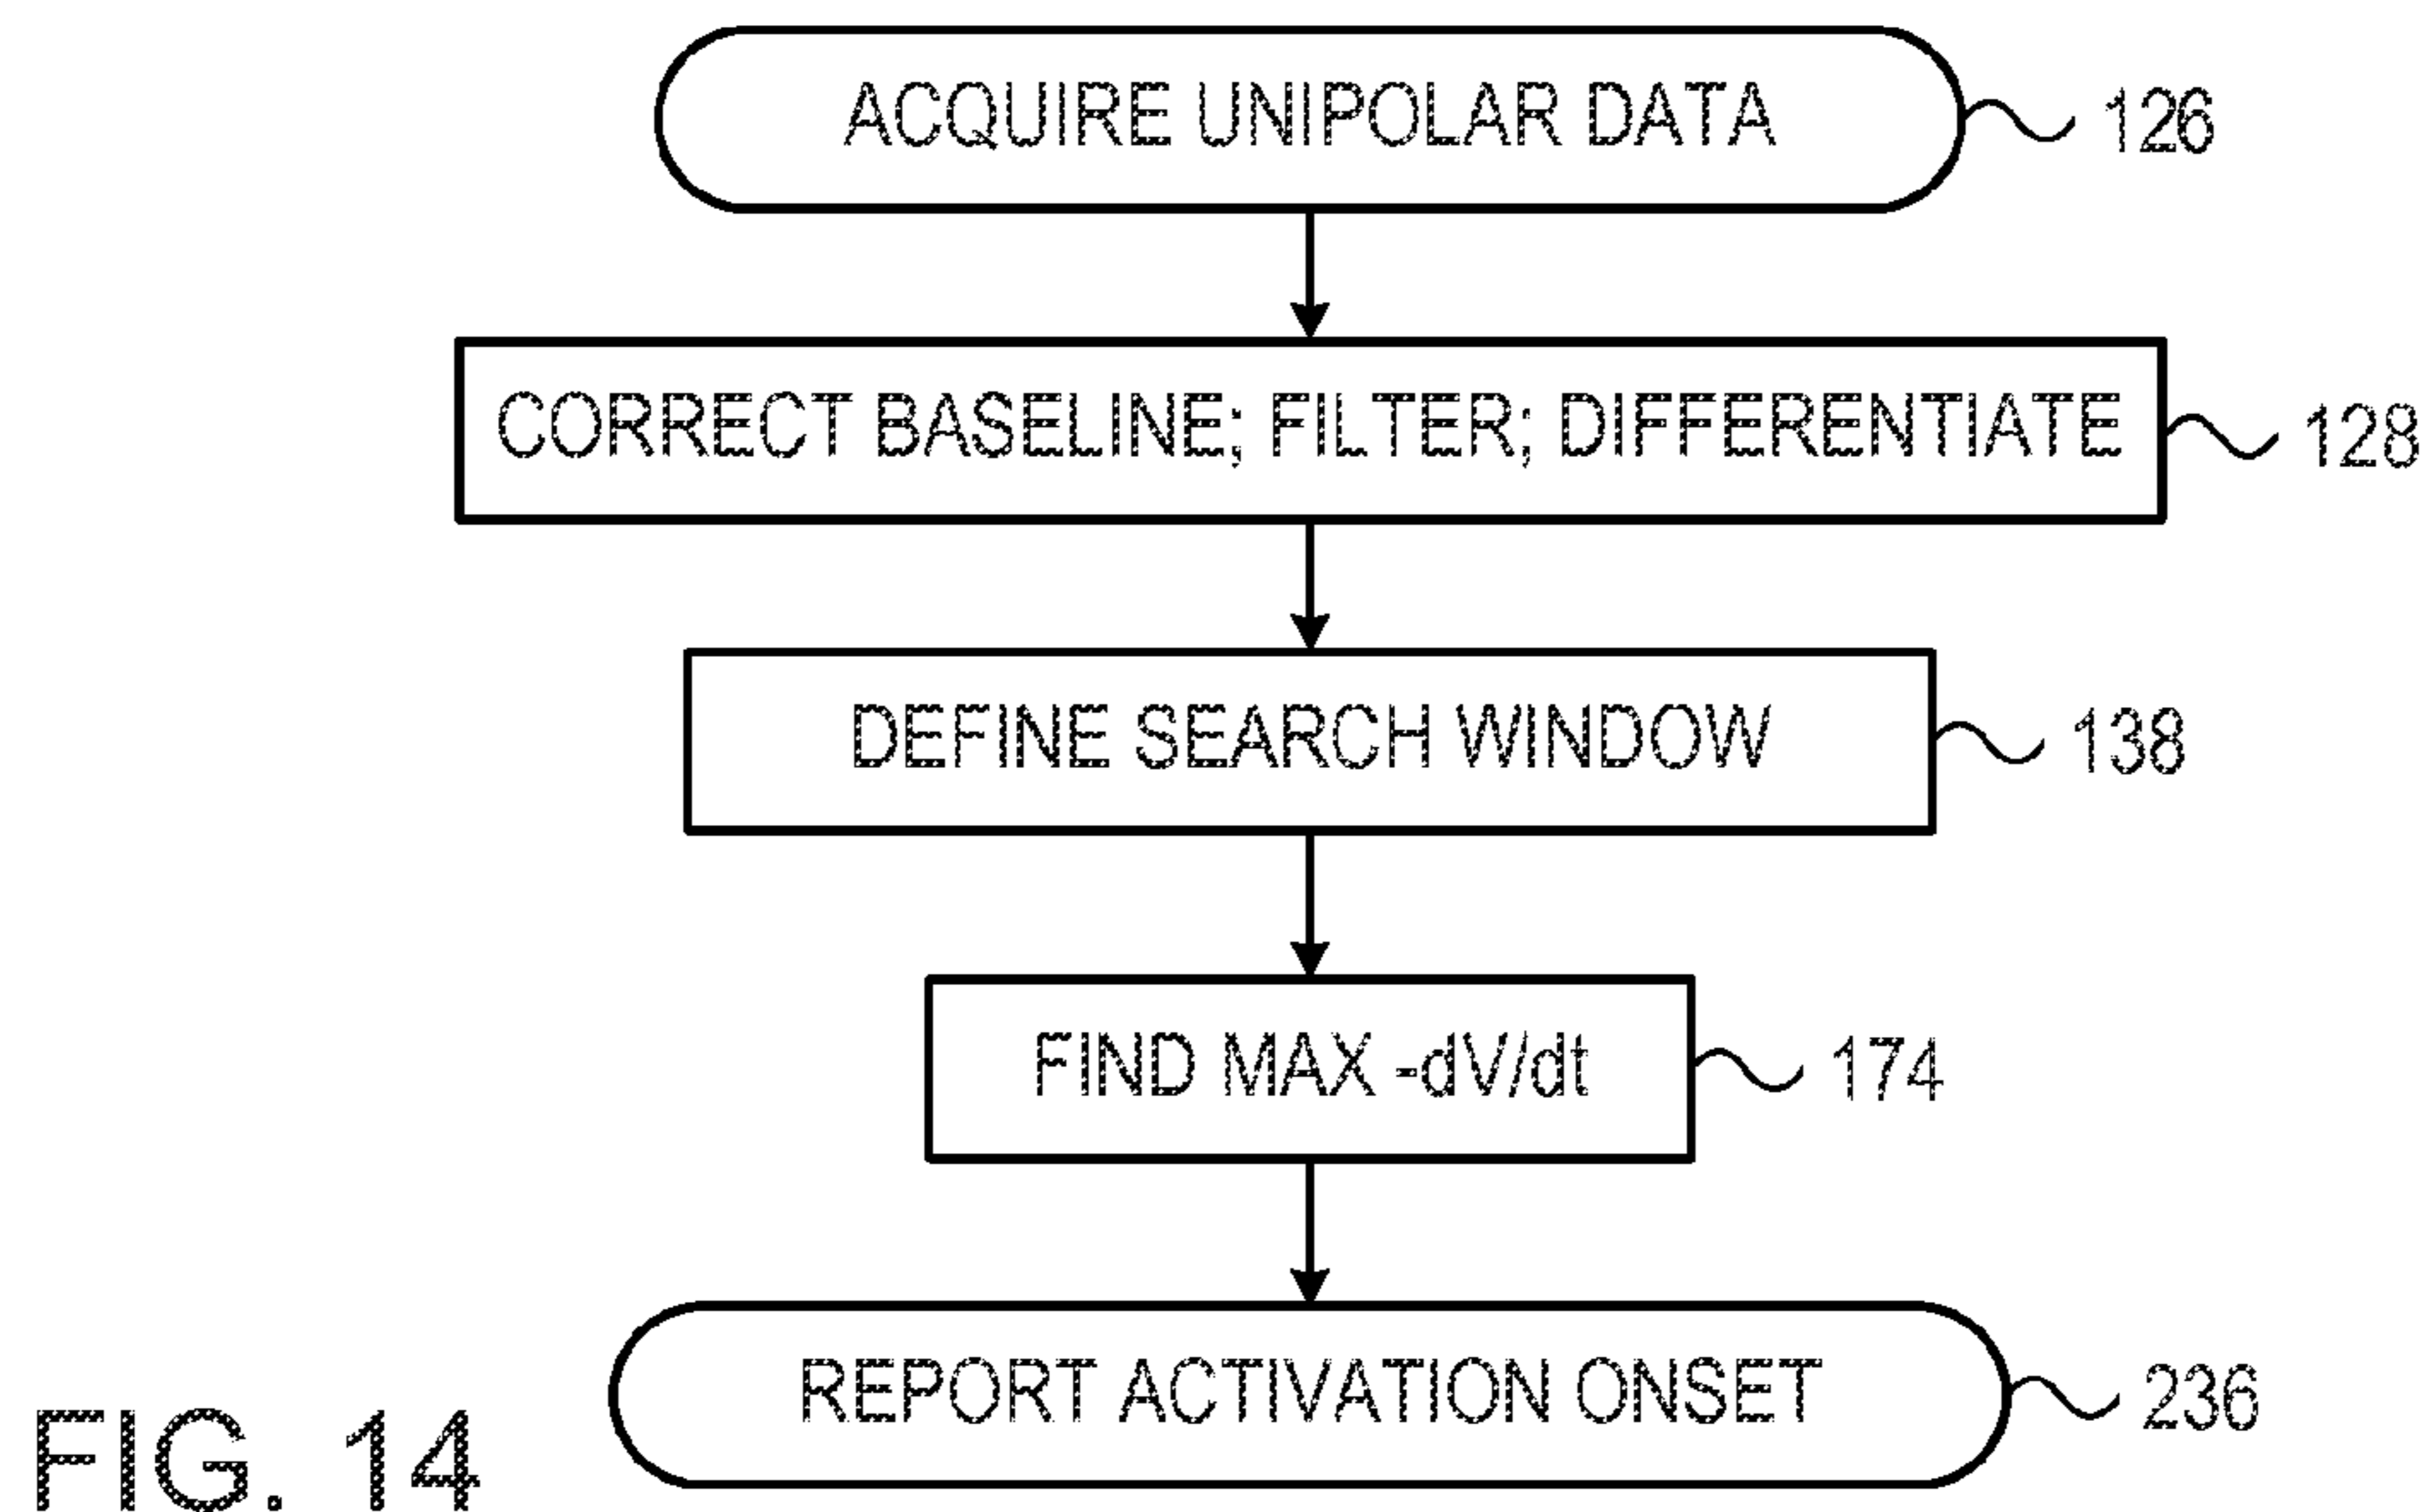 ACQUIRE UNIPOLAR DATA
126
CORRECT BASELINE; FILTER; DIFFERENTIATE
128
DEFINE SEARCH WINDOW
138
FIND MAX -dV/dt
174
REPORT ACTIVATION ONSET
236
FIG. 14